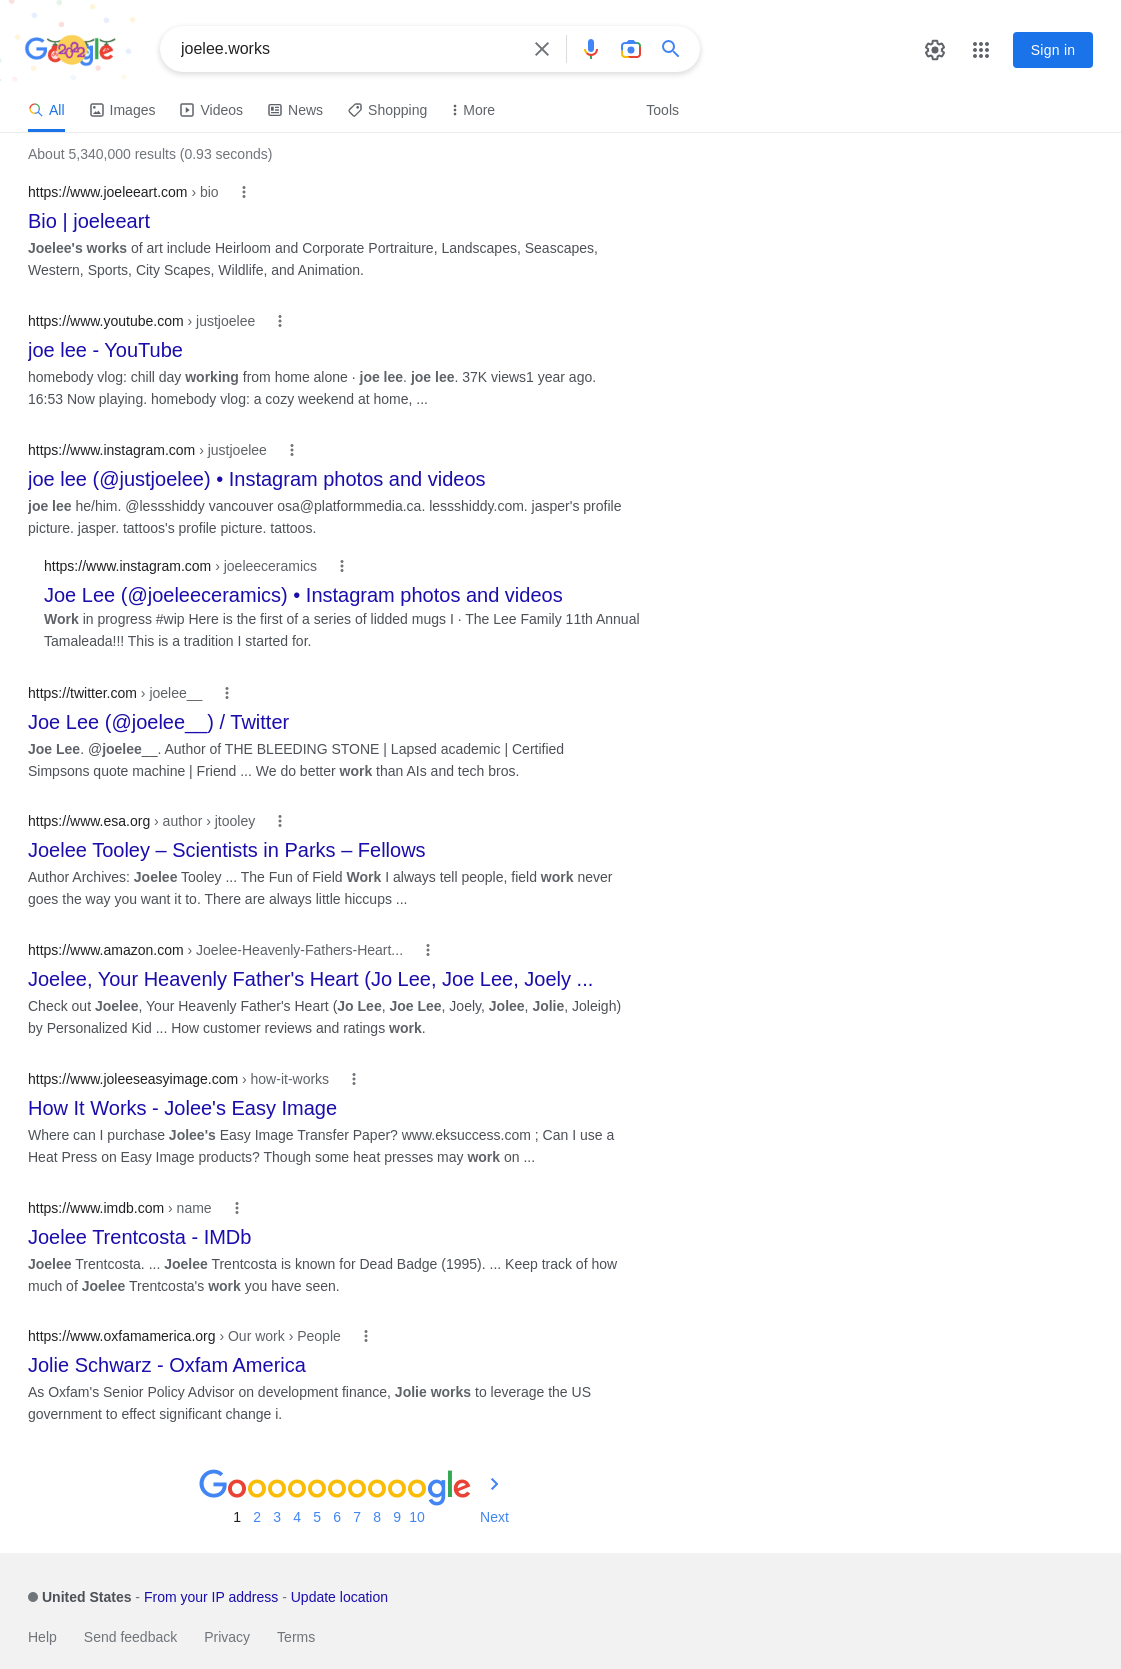 Google
joelee.works
Sign in
All
Images
Videos
News
Shopping
More
Tools
About 5,340,000 results (0.93 seconds)
https://www.joeleeart.com › bio
Bio | joeleeart
Joelee's works of art include Heirloom and Corporate Portraiture, Landscapes, Seascapes,
Western, Sports, City Scapes, Wildlife, and Animation.
https://www.youtube.com › justjoelee
joe lee - YouTube
homebody vlog: chill day working from home alone · joe lee. joe lee. 37K views1 year ago.
16:53 Now playing. homebody vlog: a cozy weekend at home, ...
https://www.instagram.com › justjoelee
joe lee (@justjoelee) • Instagram photos and videos
joe lee he/him. @lessshiddy vancouver osa@platformmedia.ca. lessshiddy.com. jasper's profile
picture. jasper. tattoos's profile picture. tattoos.
https://www.instagram.com › joeleeceramics
Joe Lee (@joeleeceramics) • Instagram photos and videos
Work in progress #wip Here is the first of a series of lidded mugs I · The Lee Family 11th Annual
Tamaleada!!! This is a tradition I started for.
https://twitter.com › joelee__
Joe Lee (@joelee__) / Twitter
Joe Lee. @joelee__. Author of THE BLEEDING STONE | Lapsed academic | Certified
Simpsons quote machine | Friend ... We do better work than AIs and tech bros.
https://www.esa.org › author › jtooley
Joelee Tooley – Scientists in Parks – Fellows
Author Archives: Joelee Tooley ... The Fun of Field Work I always tell people, field work never
goes the way you want it to. There are always little hiccups ...
https://www.amazon.com › Joelee-Heavenly-Fathers-Heart...
Joelee, Your Heavenly Father's Heart (Jo Lee, Joe Lee, Joely ...
Check out Joelee, Your Heavenly Father's Heart (Jo Lee, Joe Lee, Joely, Jolee, Jolie, Joleigh)
by Personalized Kid ... How customer reviews and ratings work.
https://www.joleeseasyimage.com › how-it-works
How It Works - Jolee's Easy Image
Where can I purchase Jolee's Easy Image Transfer Paper? www.eksuccess.com ; Can I use a
Heat Press on Easy Image products? Though some heat presses may work on ...
https://www.imdb.com › name
Joelee Trentcosta - IMDb
Joelee Trentcosta. ... Joelee Trentcosta is known for Dead Badge (1995). ... Keep track of how
much of Joelee Trentcosta's work you have seen.
https://www.oxfamamerica.org › Our work › People
Jolie Schwarz - Oxfam America
As Oxfam's Senior Policy Advisor on development finance, Jolie works to leverage the US
government to effect significant change i.
Goooooooooogle
1 2 3 4 5 6 7 8 9 10 Next
United States - From your IP address - Update location
Help Send feedback Privacy Terms